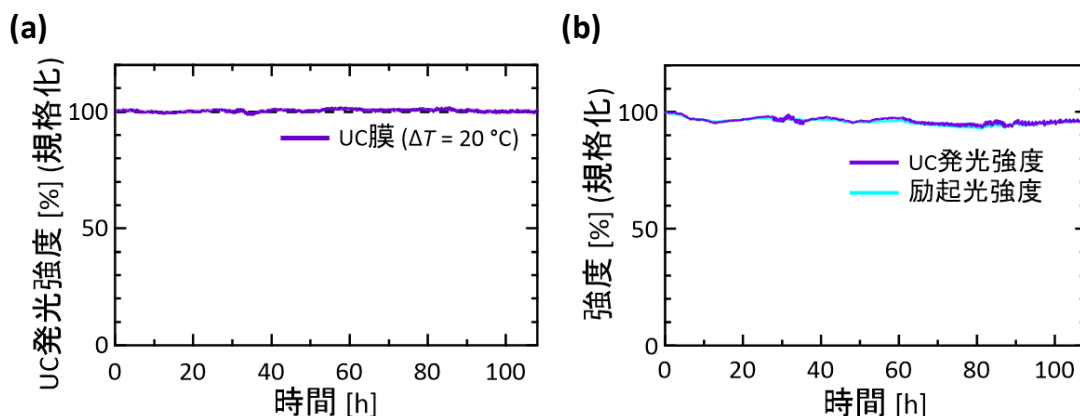 (a)
UC発光強度 [%] (規格化)
100
50
0
UC膜 (ΔT = 20 °C)
0 20 40 60 80 100
時間 [h]
(b)
強度 [%] (規格化)
100
50
0
UC発光強度
励起光強度
0 20 40 60 80 100
時間 [h]